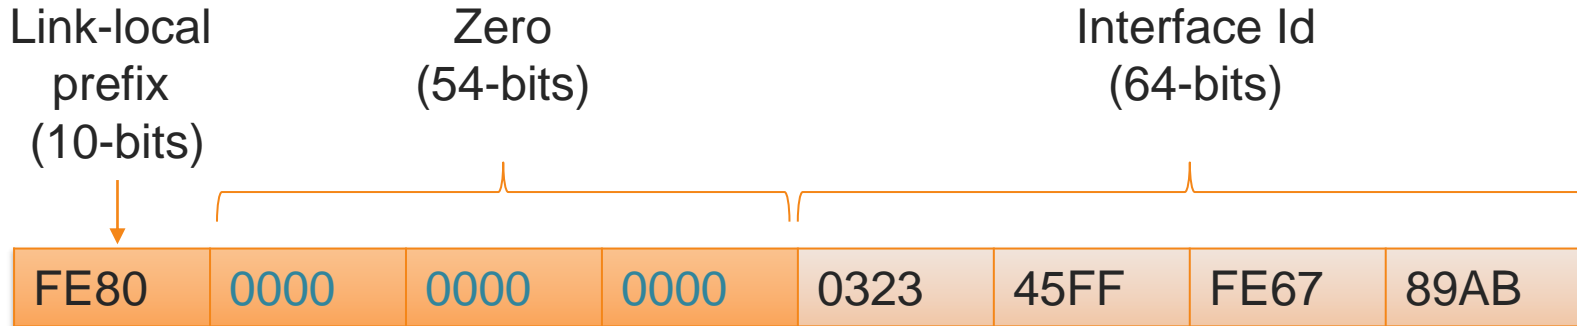 Link-local
prefix
(10-bits)
Zero
(54-bits)
Interface Id
(64-bits)
FE80 0000 0000 0000 0323 45FF FE67 89AB